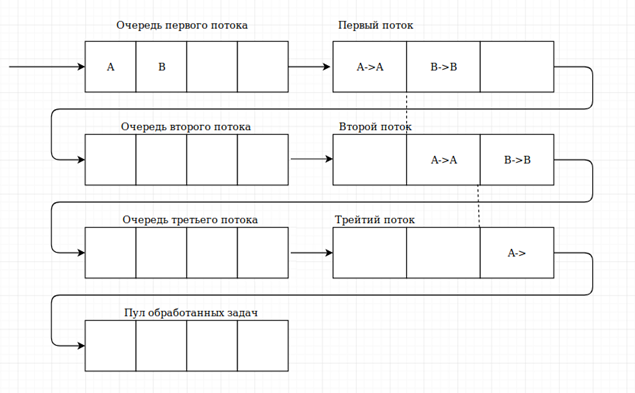 Очередь первого потока
Первый поток
A B
A->A B->B
Очередь второго потока
Второй поток
A->A B->B
Очередь третьего потока
Трейтий поток
A->
Пул обработанных задач